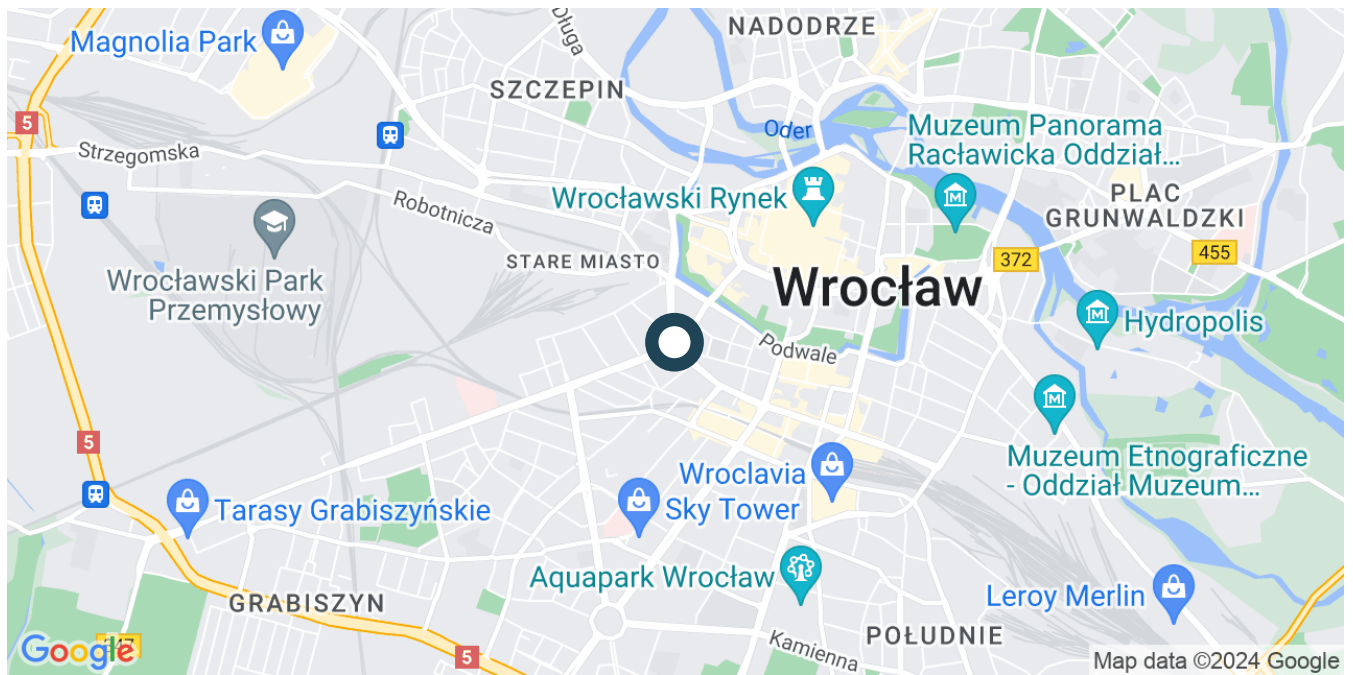 NADODRZE
Magnolia Park
Długa
SZCZEPIN
5
Oder
Muzeum Panorama
Racławicka Oddział...
Strzegomska
PLAC
GRUNWALDZKI
Wrocławski Rynek
Robotnicza
STARE MIASTO
372
455
Wrocławski Park
Przemysłowy
Wrocław
Hydropolis
Podwale
5
Muzeum Etnograficzne
- Oddział Muzeum...
Wroclavia
Sky Tower
Tarasy Grabiszyńskie
Aquapark Wrocław
Leroy Merlin
GRABISZYN
POŁUDNIE
Kamienna
5
Google
Map data ©2024 Google